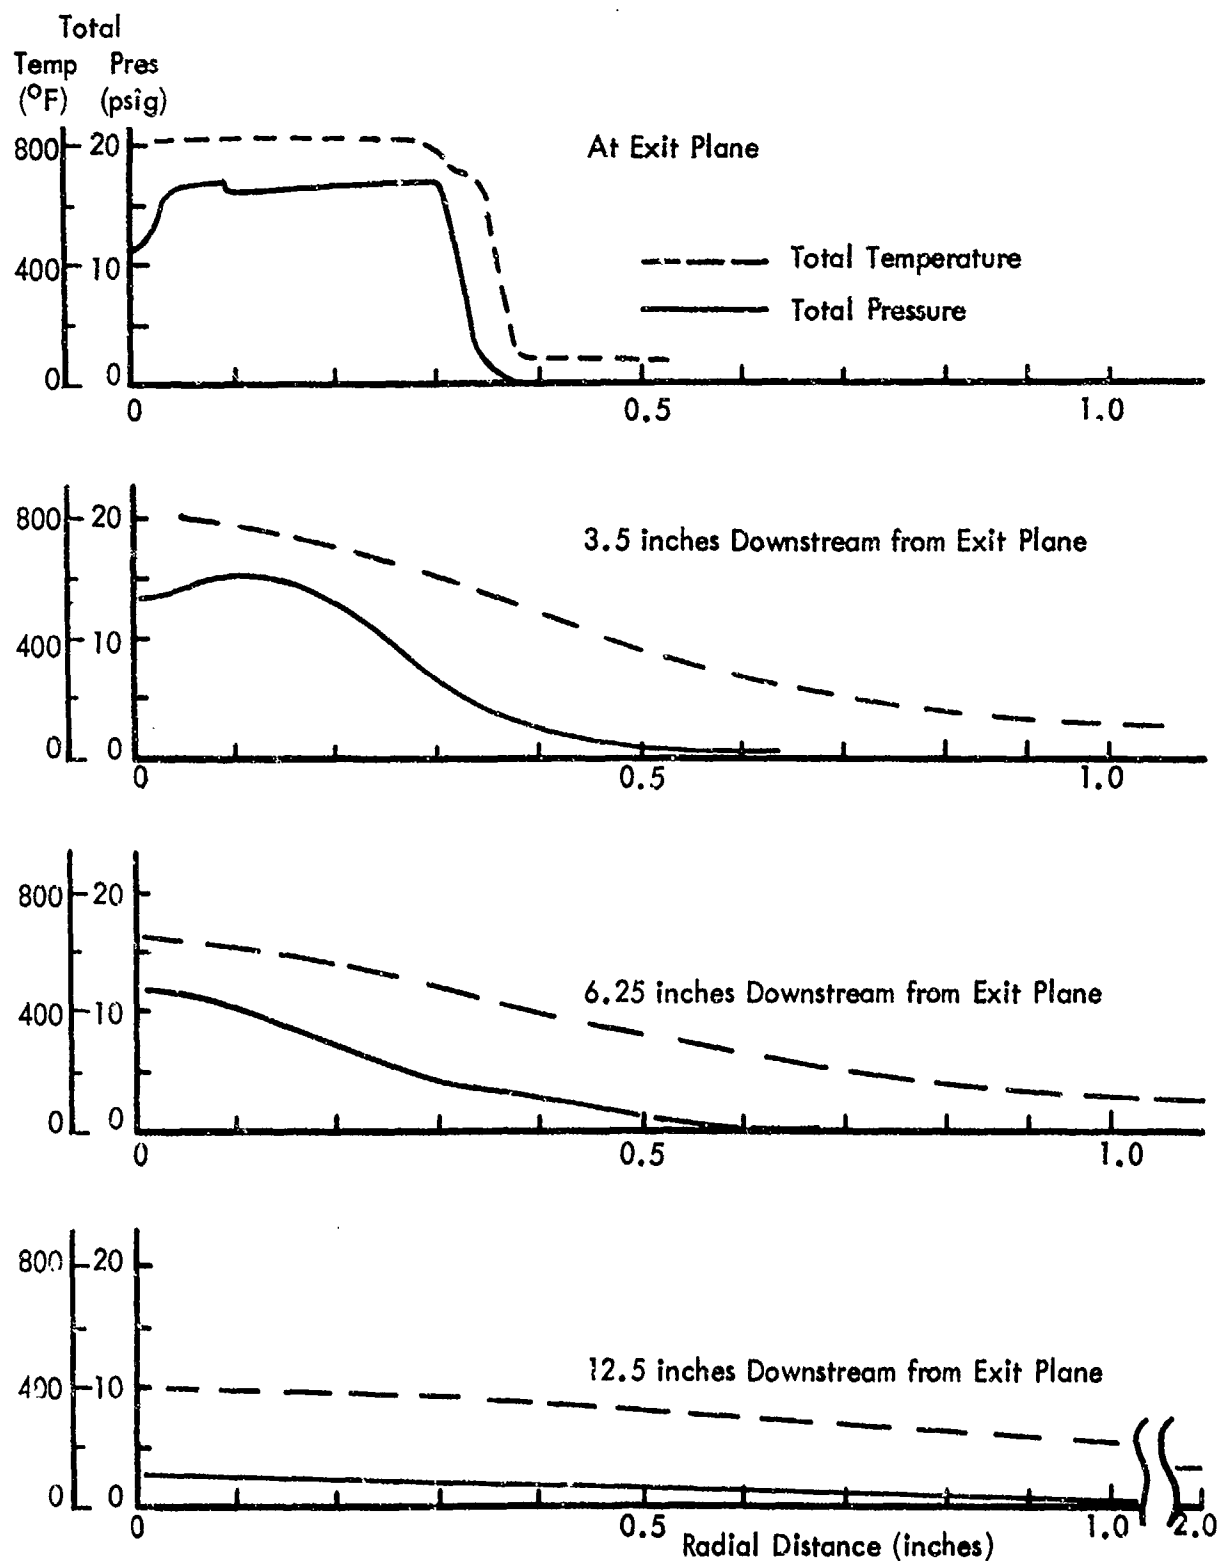 Total
Temp Pres
(°F) (psig)
800 20
At Exit Plane
Total Temperature
400 10
Total Pressure
0 0
0 0.5 1.0
800 20
3.5 inches Downstream from Exit Plane
400 10
0 0
0 0.5 1.0
800 20
6.25 inches Downstream from Exit Plane
400 10
0 0
0 0.5 1.0
800 20
12.5 inches Downstream from Exit Plane
400 10
0 0
0 0.5 1.0 2.0
Radial Distance (inches)